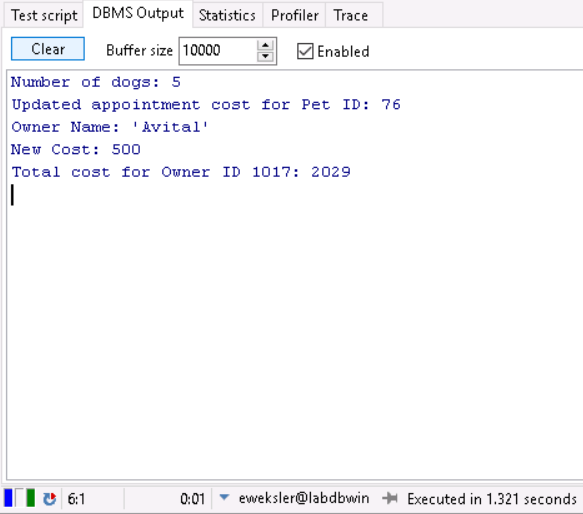 Test script DBMS Output Statistics Profiler Trace
Clear Buffer size 10000 Enabled
Number of dogs: 5
Updated appointment cost for Pet ID: 76
Owner Name: 'Avital'
New Cost: 500
Total cost for Owner ID 1017: 2029
6:1 0:01 eweksler@labdbwin Executed in 1.321 seconds